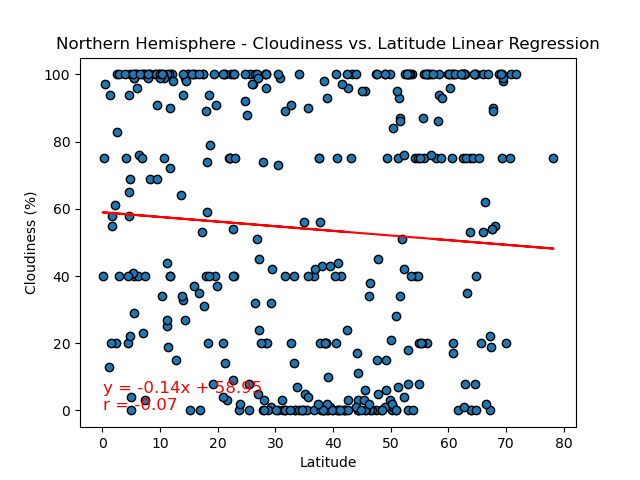 Northern Hemisphere - Cloudiness vs. Latitude Linear Regression
100
80
60
40
20
0
Cloudiness (%)
y = -0.14x + 58.95
r = -0.07
0 10 20 30 40 50 60 70 80
Latitude